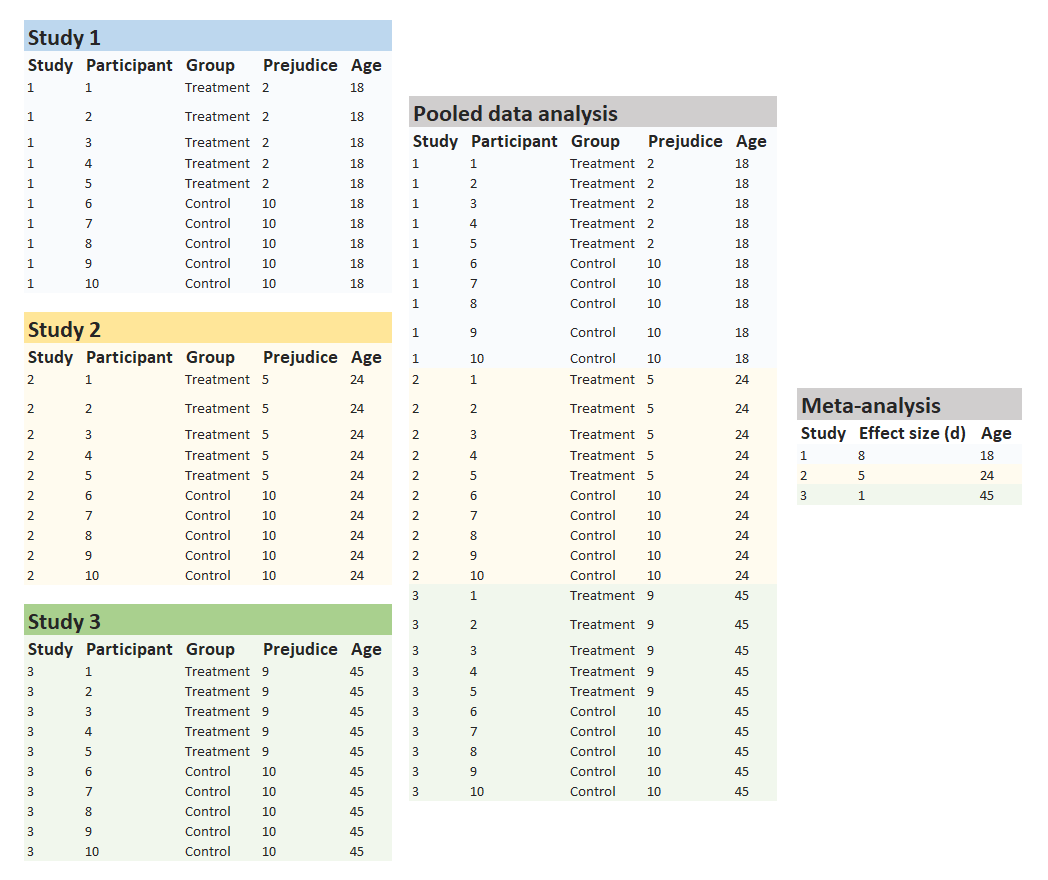 Study 1
Study Participant Group Prejudice Age
1 1 Treatment 2 18
1 2 Treatment 2 18
1 3 Treatment 2 18
1 4 Treatment 2 18
1 5 Treatment 2 18
1 6 Control 10 18
1 7 Control 10 18
1 8 Control 10 18
1 9 Control 10 18
1 10 Control 10 18
Study 2
Study Participant Group Prejudice Age
2 1 Treatment 5 24
2 2 Treatment 5 24
2 3 Treatment 5 24
2 4 Treatment 5 24
2 5 Treatment 5 24
2 6 Control 10 24
2 7 Control 10 24
2 8 Control 10 24
2 9 Control 10 24
2 10 Control 10 24
Study 3
Study Participant Group Prejudice Age
3 1 Treatment 9 45
3 2 Treatment 9 45
3 3 Treatment 9 45
3 4 Treatment 9 45
3 5 Treatment 9 45
3 6 Control 10 45
3 7 Control 10 45
3 8 Control 10 45
3 9 Control 10 45
3 10 Control 10 45
Pooled data analysis
Study Participant Group Prejudice Age
1 1 Treatment 2 18
1 2 Treatment 2 18
1 3 Treatment 2 18
1 4 Treatment 2 18
1 5 Treatment 2 18
1 6 Control 10 18
1 7 Control 10 18
1 8 Control 10 18
1 9 Control 10 18
1 10 Control 10 18
2 1 Treatment 5 24
2 2 Treatment 5 24
2 3 Treatment 5 24
2 4 Treatment 5 24
2 5 Treatment 5 24
2 6 Control 10 24
2 7 Control 10 24
2 8 Control 10 24
2 9 Control 10 24
2 10 Control 10 24
3 1 Treatment 9 45
3 2 Treatment 9 45
3 3 Treatment 9 45
3 4 Treatment 9 45
3 5 Treatment 9 45
3 6 Control 10 45
3 7 Control 10 45
3 8 Control 10 45
3 9 Control 10 45
3 10 Control 10 45
Meta-analysis
Study Effect size (d) Age
1 8 18
2 5 24
3 1 45